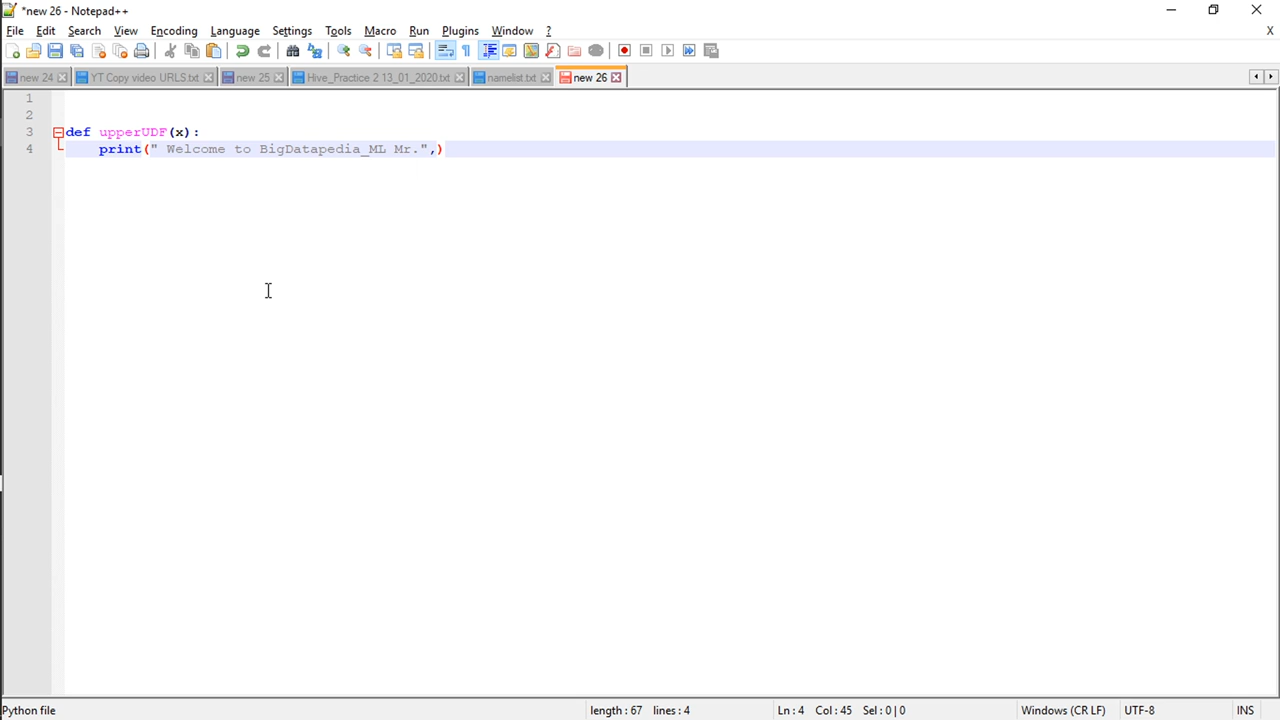 *new 26 - Notepad++
File Edit Search View Encoding Language Settings Tools Macro Run Plugins Window ? X
new 24 YT Copy video URLS.txt new 25 Hive_Practice 2 13_01_2020.txt namelist.txt new 26
1
2
3 def upperUDF(x):
4 print(" Welcome to BigDatapedia_ML Mr.",)
Python file length : 67 lines : 4 Ln : 4 Col : 45 Sel : 0 | 0 Windows (CR LF) UTF-8 INS